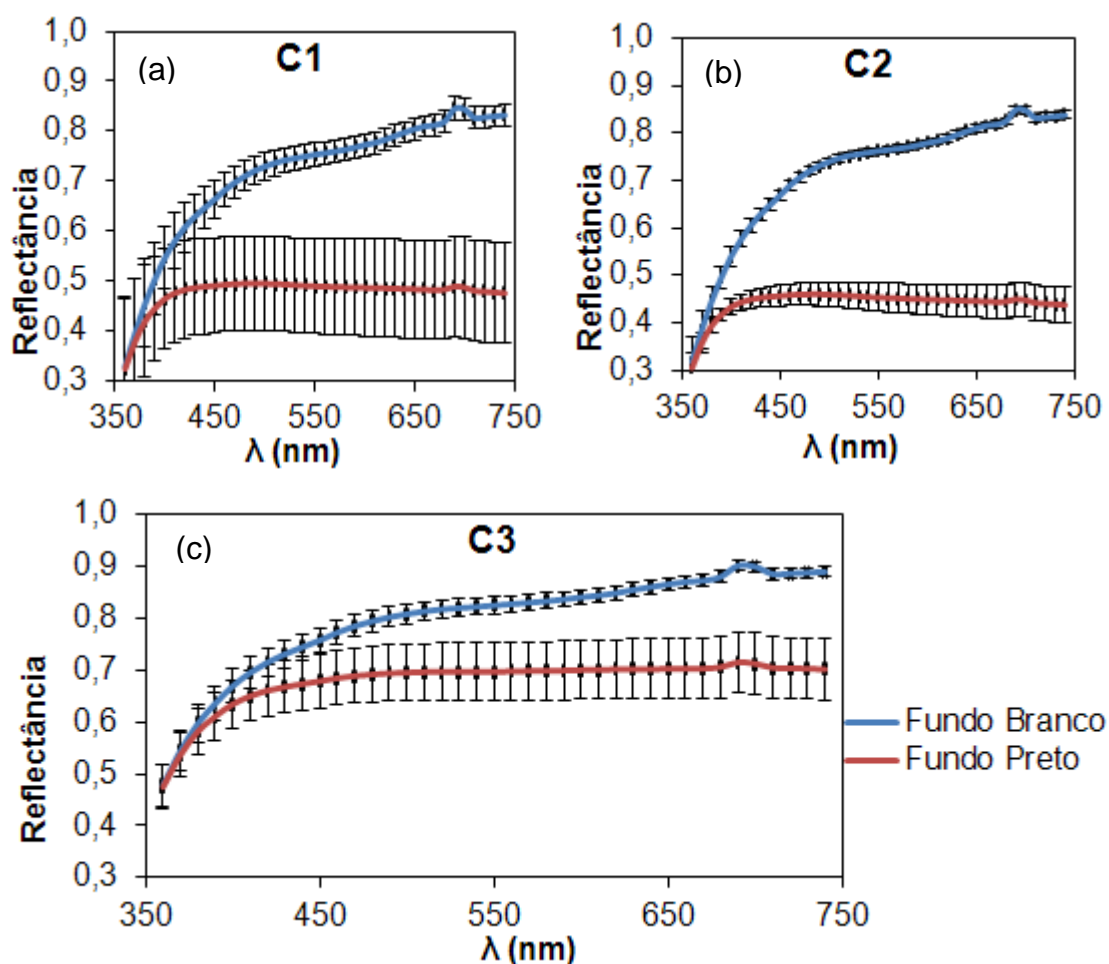 (a)
C1
Reflectância
1,0
0,9
0,8
0,7
0,6
0,5
0,4
0,3
350 450 550 650 750
λ (nm)
(b)
C2
Reflectância
1,0
0,9
0,8
0,7
0,6
0,5
0,4
0,3
350 450 550 650 750
λ (nm)
(c)
C3
Reflectância
1,0
0,9
0,8
0,7
0,6
0,5
0,4
0,3
350 450 550 650 750
λ (nm)
Fundo Branco
Fundo Preto